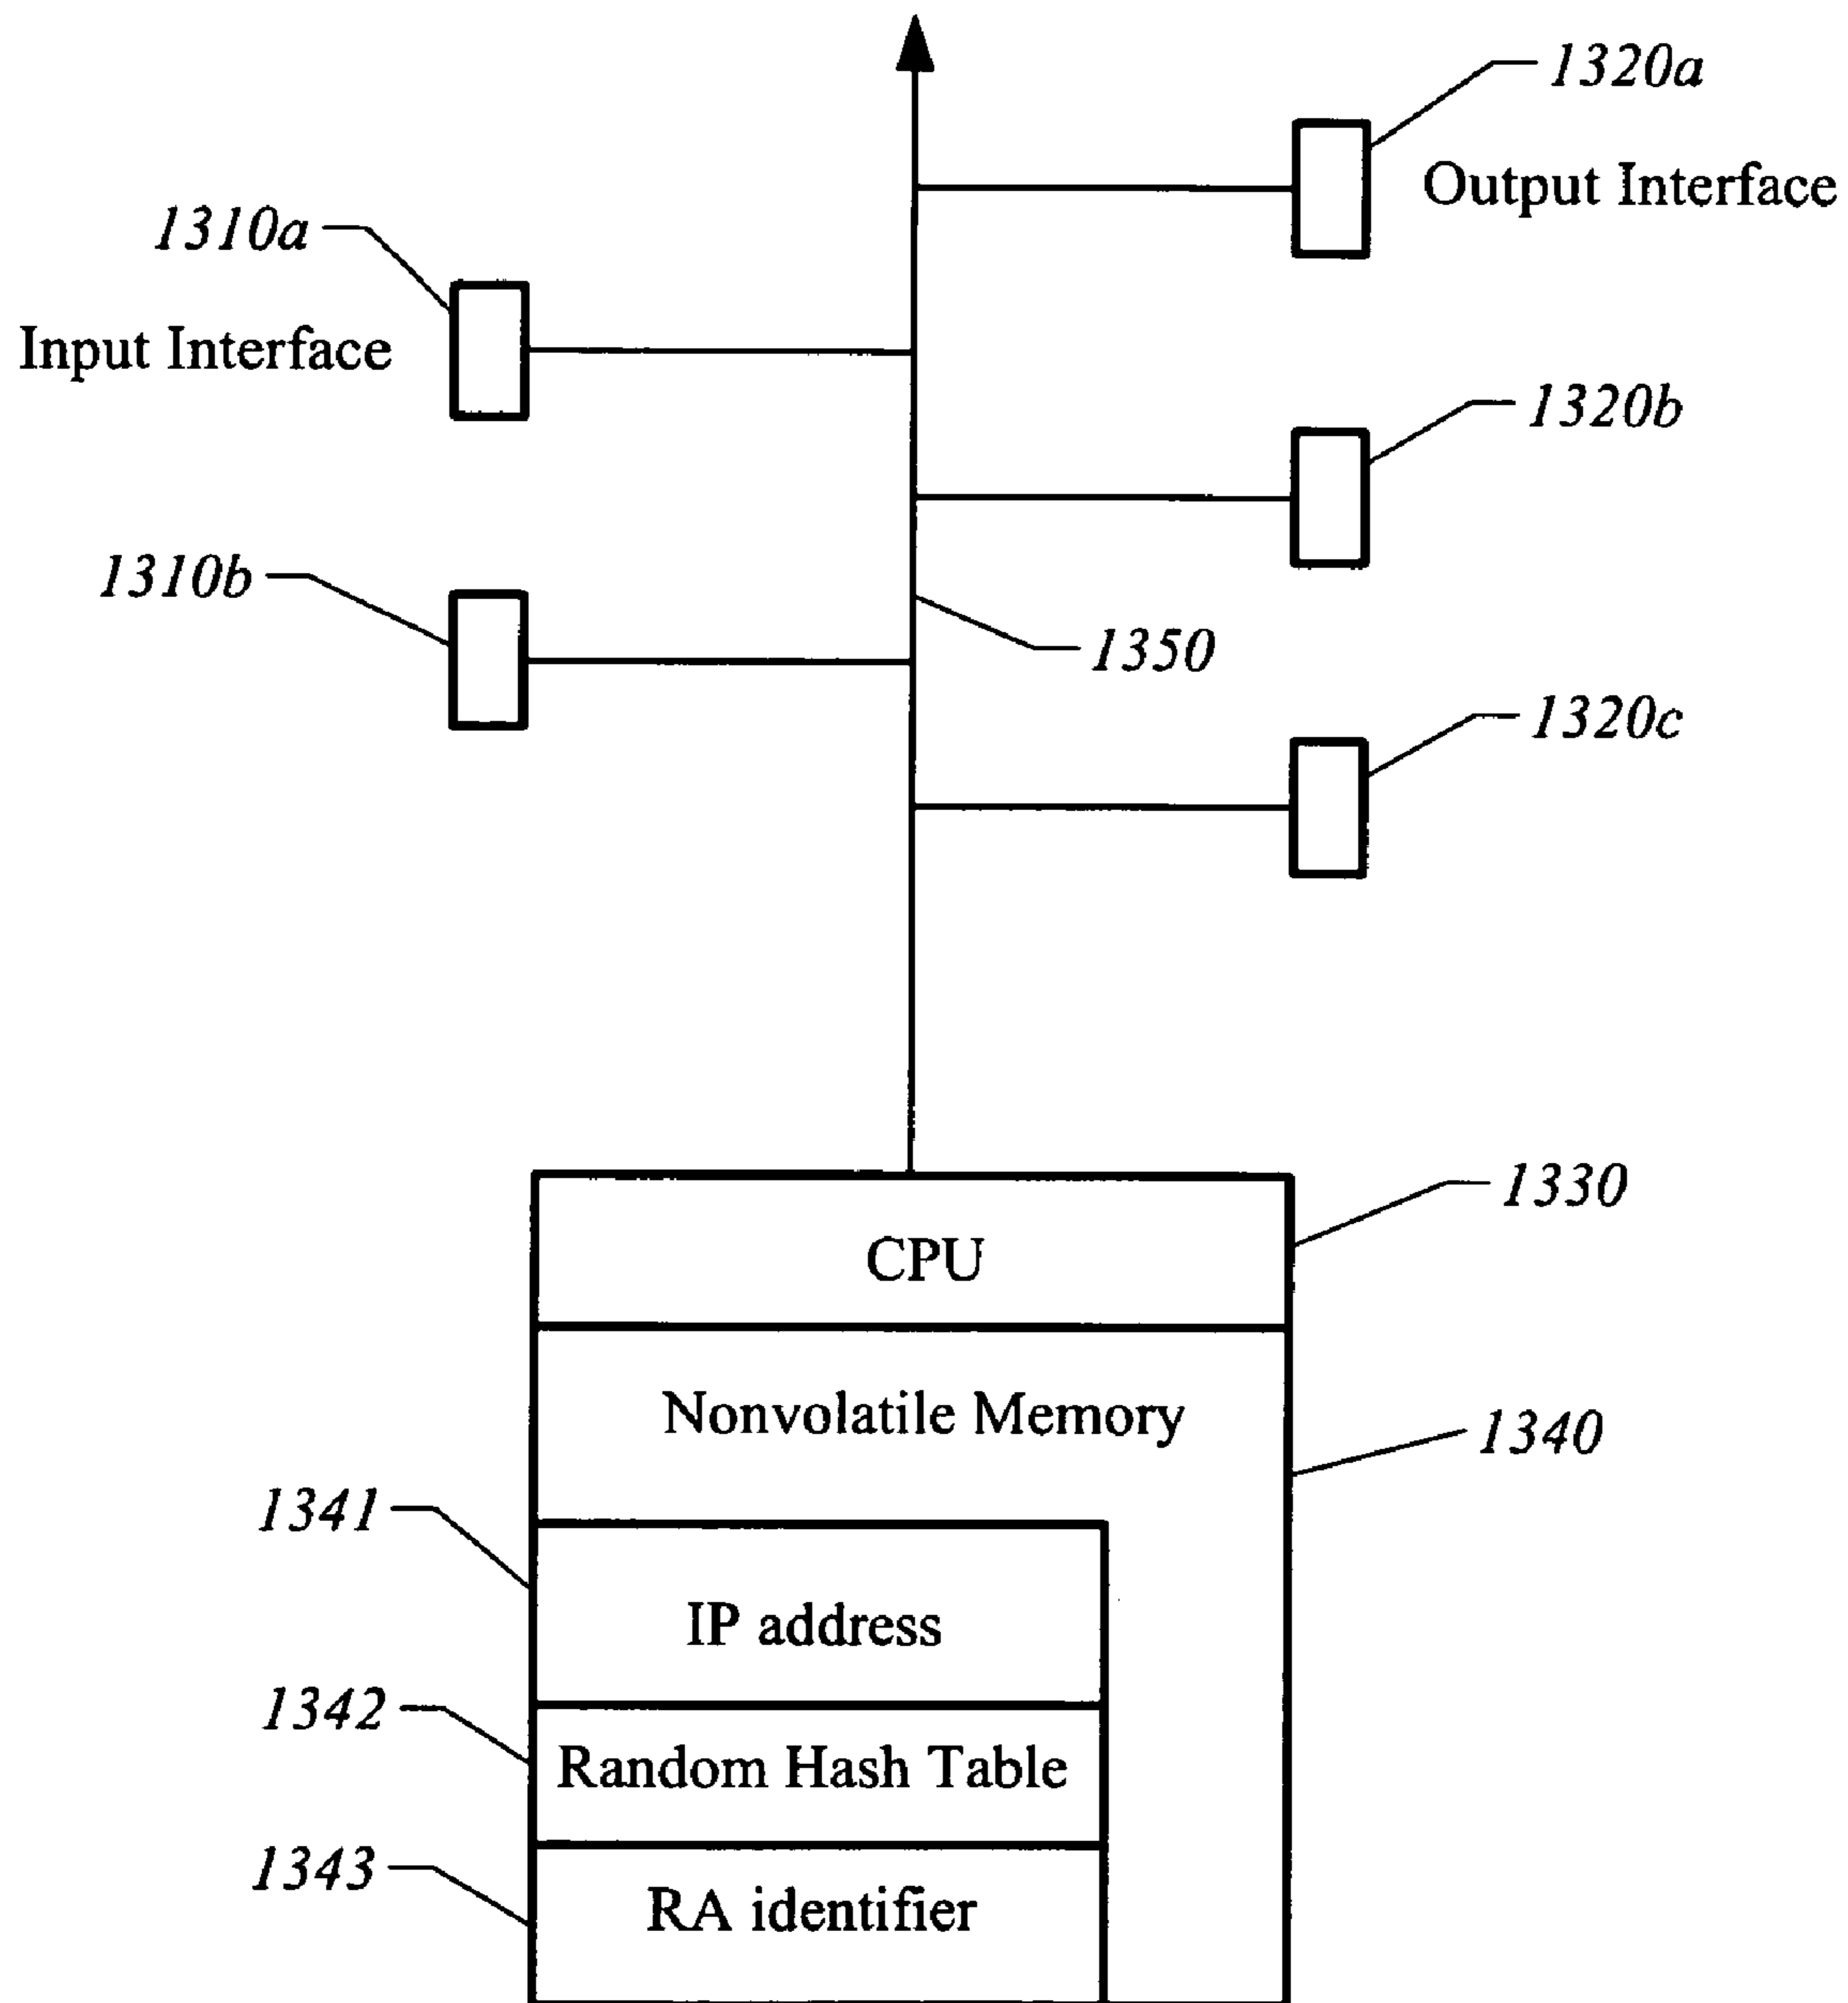 1320a
Output Interface
1310a
Input Interface
1320b
1310b
1350
1320c
1330
CPU
Nonvolatile Memory
1340
1341
IP address
1342
Random Hash Table
1343
RA identifier